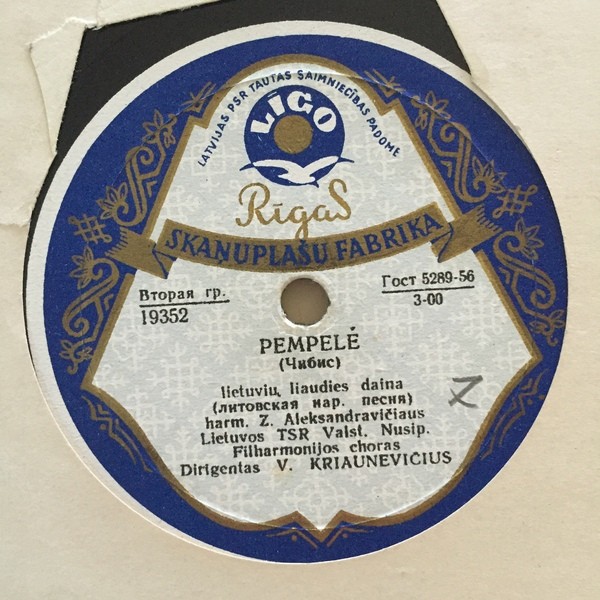 LATVIJAS PSR TAUTAS SAIMNIECĪBAS PADOME
LĪGO
Rīgas
SKAŅUPLAŠU FABRIKA
Вторая гр.
19352
Гост 5289-56
3-00
PEMPELĖ
(Чибис)
lietuvių liaudies daina
(литовская нар. песня)
harm. Z. Aleksandravičiaus
Lietuvos TSR Valst. Nusip.
Filharmonijos choras
Dirigentas V. KRIAUNEVIČIUS
Z